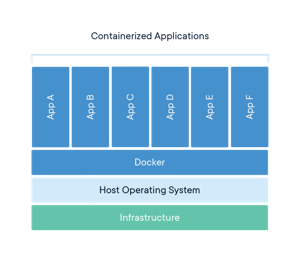 Containerized Applications
App A
App B
App C
App D
App E
App F
Docker
Host Operating System
Infrastructure